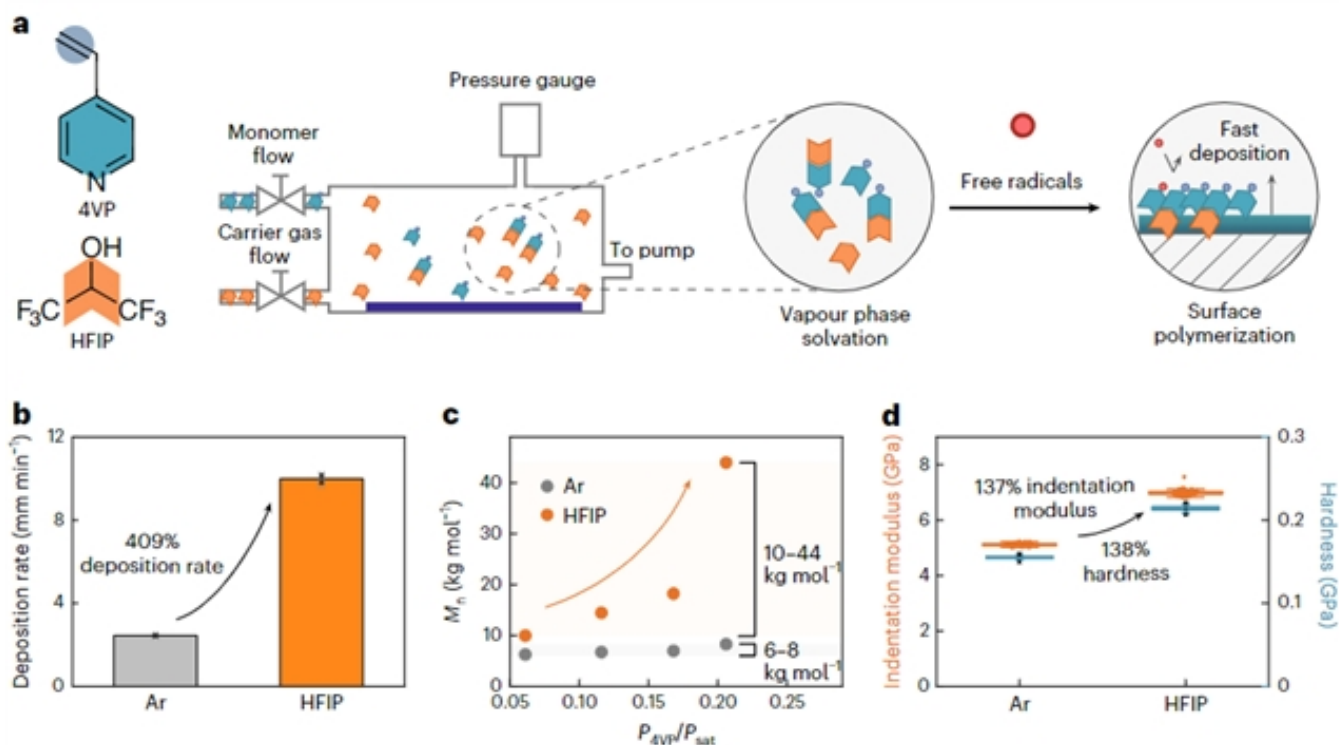 a
Pressure gauge
Monomer
flow
Fast
deposition
N
4VP
Free radicals
Carrier gas
flow
OH
To pump
F₃C
CF₃
HFIP
Vapour phase
solvation
Surface
polymerization
b
Deposition rate (mm min⁻¹)
12
8
4
0
409%
deposition rate
Ar
HFIP
c
Mₙ (kg mol⁻¹)
40
30
20
10
0
Ar
HFIP
10–44
kg mol⁻¹
6–8
kg mol⁻¹
0.05
0.10
0.15
0.20
0.25
P₄VP/Psat
d
Indentation modulus (GPa)
8
6
4
2
0
137% indentation
modulus
138%
hardness
Ar
HFIP
0.3
0.2
0.1
0
Hardness (GPa)